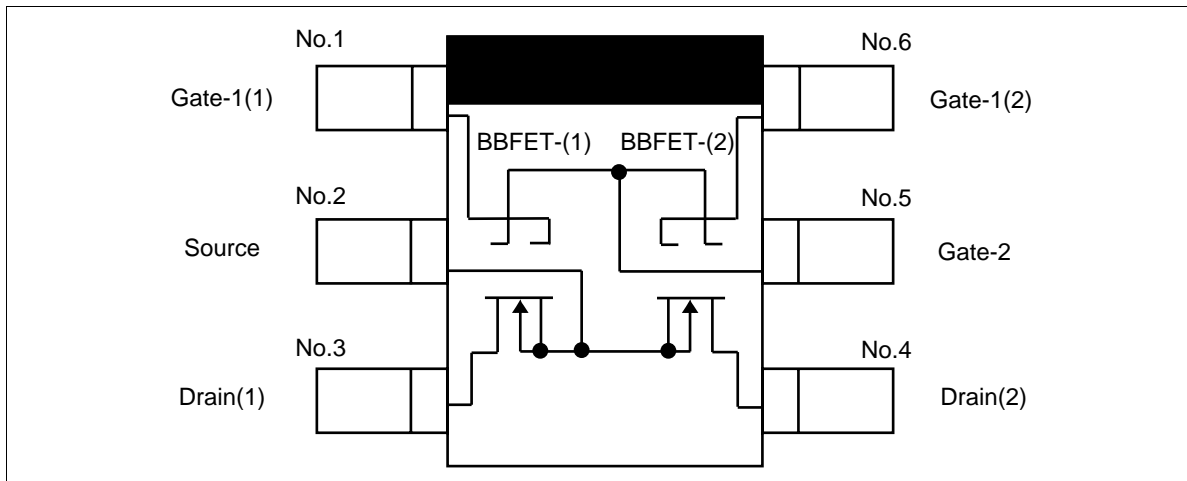 No.1
No.6
Gate-1(1)
Gate-1(2)
BBFET-(1)
BBFET-(2)
No.2
No.5
Source
Gate-2
No.3
No.4
Drain(1)
Drain(2)